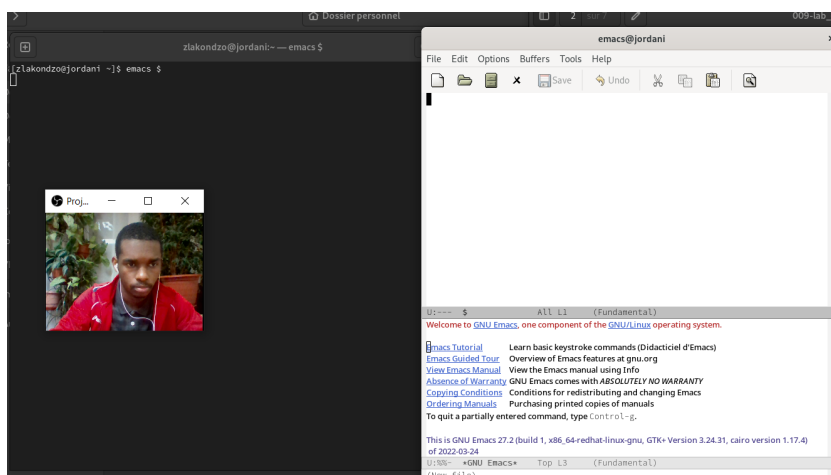 Dossier personnel
2 sur 7
009-lab_
zlakondzo@jordani:~ — emacs $
[zlakondzo@jordani ~]$ emacs $
Proj...
emacs@jordani
File Edit Options Buffers Tools Help
Save Undo
U:--- $ All L1 (Fundamental)
Welcome to GNU Emacs, one component of the GNU/Linux operating system.
Emacs Tutorial Learn basic keystroke commands (Didacticiel d'Emacs)
Emacs Guided Tour Overview of Emacs features at gnu.org
View Emacs Manual View the Emacs manual using Info
Absence of Warranty GNU Emacs comes with ABSOLUTELY NO WARRANTY
Copying Conditions Conditions for redistributing and changing Emacs
Ordering Manuals Purchasing printed copies of manuals
To quit a partially entered command, type Control-g.
This is GNU Emacs 27.2 (build 1, x86_64-redhat-linux-gnu, GTK+ Version 3.24.31, cairo version 1.17.4)
of 2022-03-24
U:%%- *GNU Emacs* Top L3 (Fundamental)
(New file)